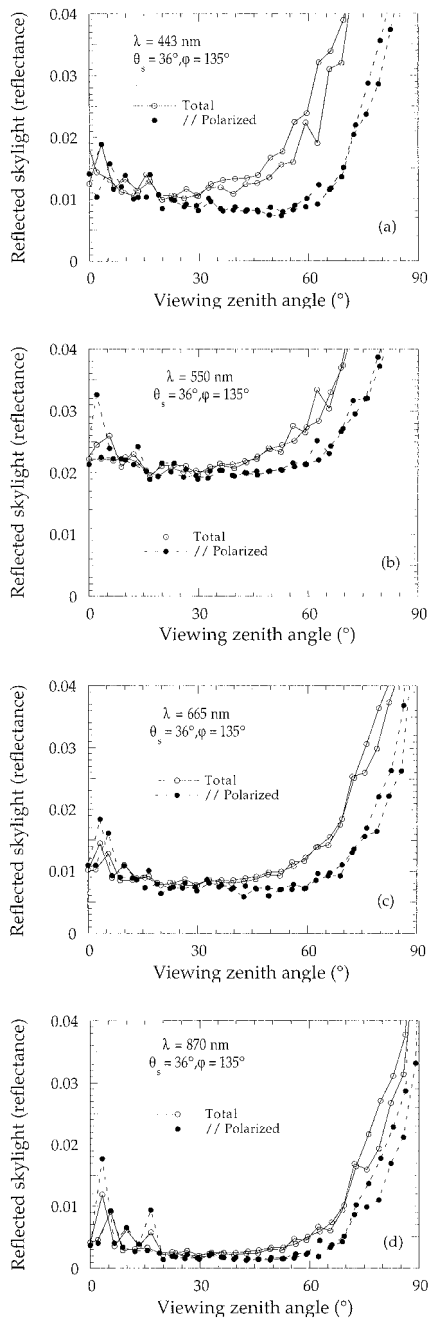 Reflected skylight (reflectance)
0.04
0.03
0.02
0.01
0
λ = 443 nm
θs = 36°,φ = 135°
Total
// Polarized
(a)
0 30 60 90
Viewing zenith angle (°)
Reflected skylight (reflectance)
0.04
0.03
0.02
0.01
0
λ = 550 nm
θs = 36°,φ = 135°
Total
// Polarized
(b)
0 30 60 90
Viewing zenith angle (°)
Reflected skylight (reflectance)
0.04
0.03
0.02
0.01
0
λ = 665 nm
θs = 36°,φ = 135°
Total
// Polarized
(c)
0 30 60 90
Viewing zenith angle (°)
Reflected skylight (reflectance)
0.04
0.03
0.02
0.01
0
λ = 870 nm
θs = 36°,φ = 135°
Total
// Polarized
(d)
0 30 60 90
Viewing zenith angle (°)